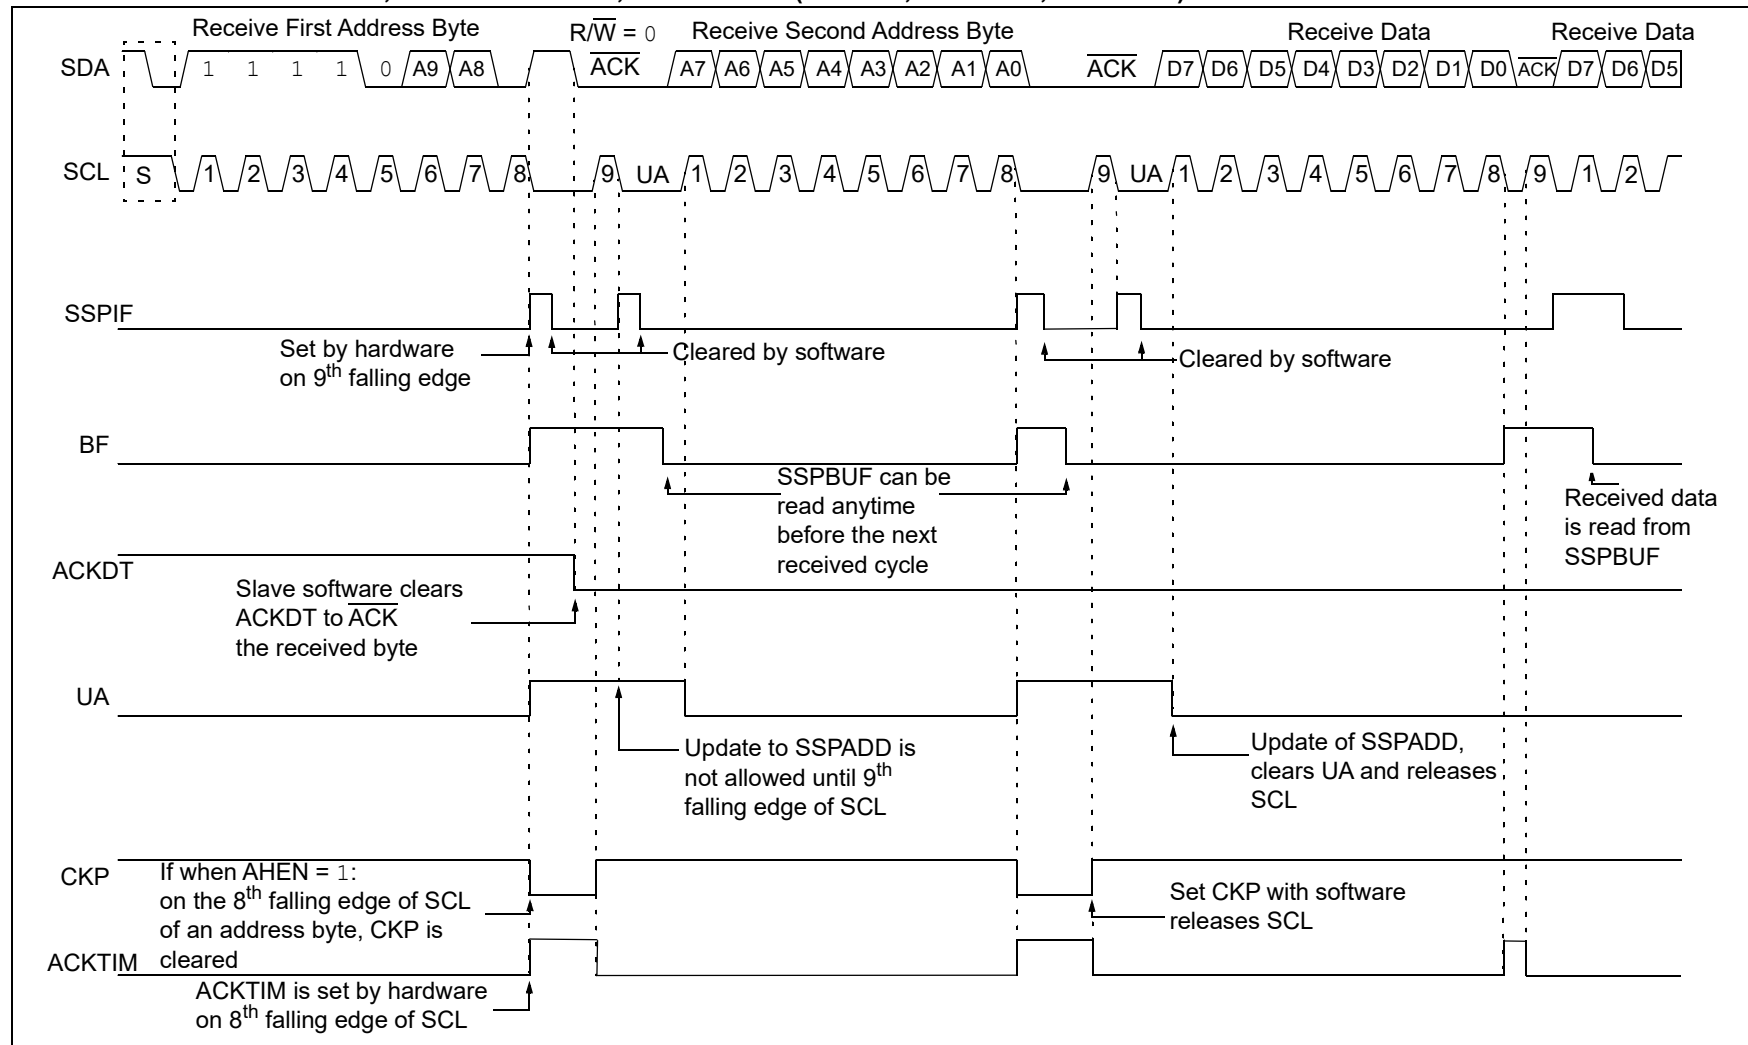 Receive First Address Byte
R/W = 0
Receive Second Address Byte
Receive Data
Receive Data
SDA
1 1 1 1 0 A9 A8
ACK
A7 A6 A5 A4 A3 A2 A1 A0
ACK
D7 D6 D5 D4 D3 D2 D1 D0
ACK
D7 D6 D5
SCL
S
1 2 3 4 5 6 7 8
9
UA
1 2 3 4 5 6 7 8
9
UA
1 2 3 4 5 6 7 8 9 1 2
SSPIF
Set by hardware
on 9th falling edge
Cleared by software
Cleared by software
BF
SSPBUF can be
read anytime
before the next
received cycle
Received data
is read from
SSPBUF
ACKDT
Slave software clears
ACKDT to ACK
the received byte
UA
Update to SSPADD is
not allowed until 9th
falling edge of SCL
Update of SSPADD,
clears UA and releases
SCL
CKP
If when AHEN = 1:
on the 8th falling edge of SCL
of an address byte, CKP is
cleared
Set CKP with software
releases SCL
ACKTIM
ACKTIM is set by hardware
on 8th falling edge of SCL